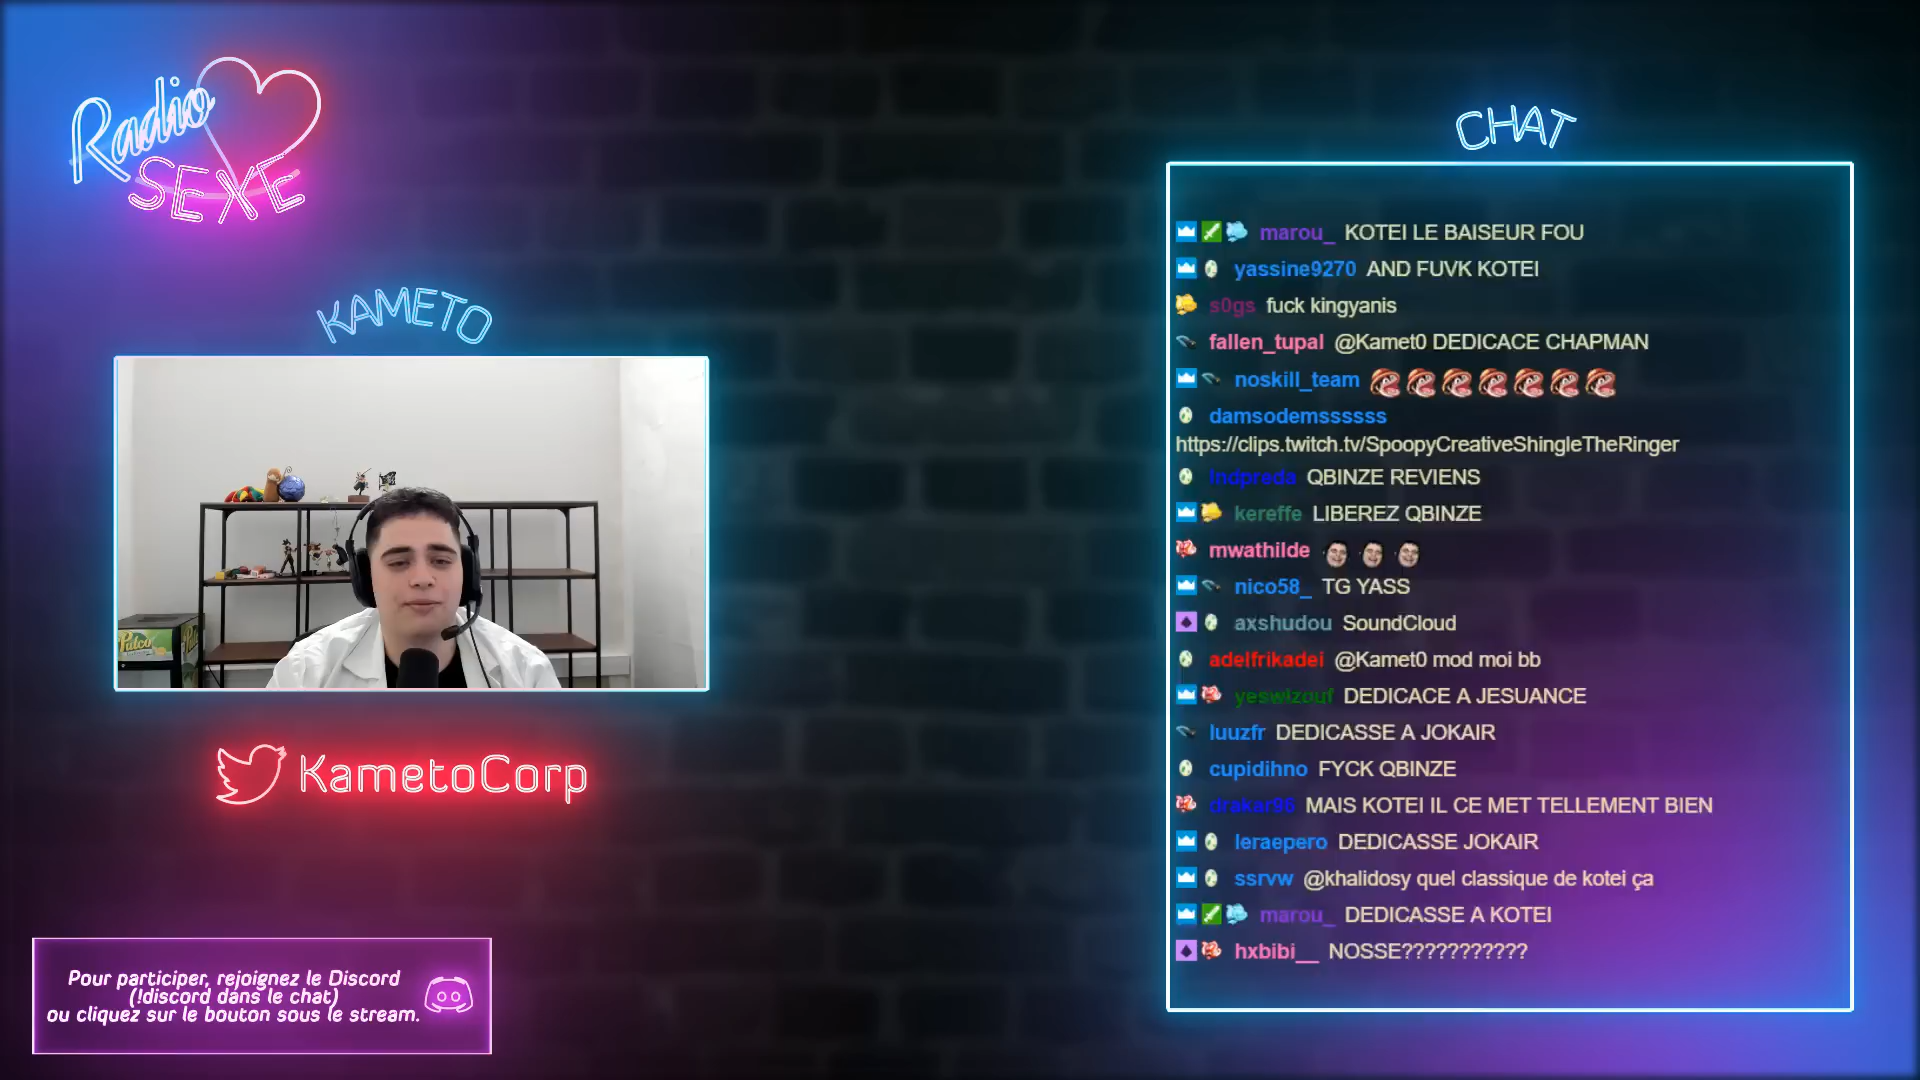 Radio
SEXE
KAMETO
Pulco
KametoCorp
Pour participer, rejoignez le Discord
(!discord dans le chat)
ou cliquez sur le bouton sous le stream.
CHAT
marou_ KOTEI LE BAISEUR FOU
yassine9270 AND FUVK KOTEI
s0gs fuck kingyanis
fallen_tupal @Kamet0 DEDICACE CHAPMAN
noskill_team
damsodemssssss
https://clips.twitch.tv/SpoopyCreativeShingleTheRinger
lndpreda QBINZE REVIENS
kereffe LIBEREZ QBINZE
mwathilde
nico58_ TG YASS
axshudou SoundCloud
adelfrikadei @Kamet0 mod moi bb
yeswizouf DEDICACE A JESUANCE
luuzfr DEDICASSE A JOKAIR
cupidihno FYCK QBINZE
drakar96 MAIS KOTEI IL CE MET TELLEMENT BIEN
leraepero DEDICASSE JOKAIR
ssrvw @khalidosy quel classique de kotei ça
marou_ DEDICASSE A KOTEI
hxbibi__ NOSSE???????????